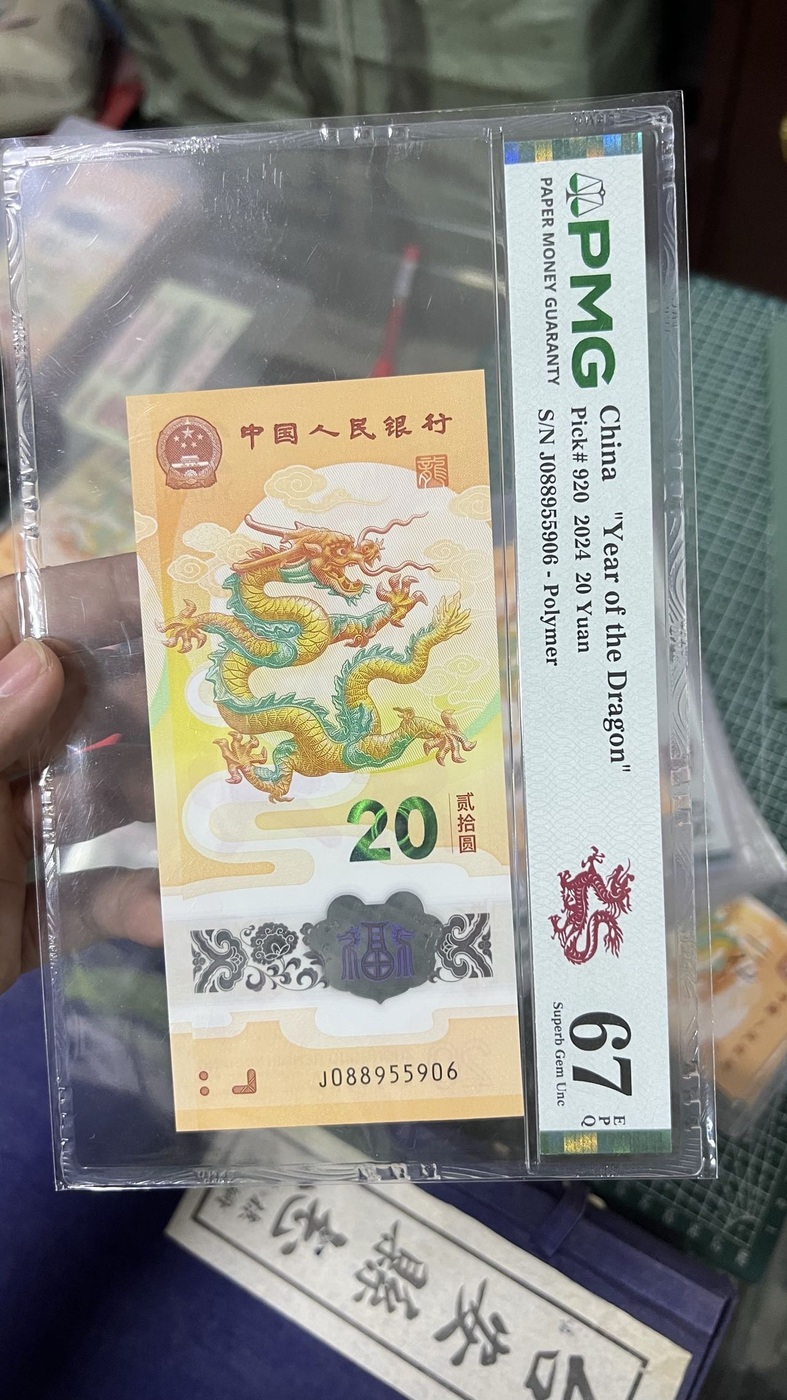 中国人民银行
龍
20
贰拾圆
福
J088955906
PMG
PAPER MONEY GUARANTY
China "Year of the Dragon"
Pick# 920 2024 20 Yuan
S/N J088955906 - Polymer
67
EPQ
Superb Gem Unc